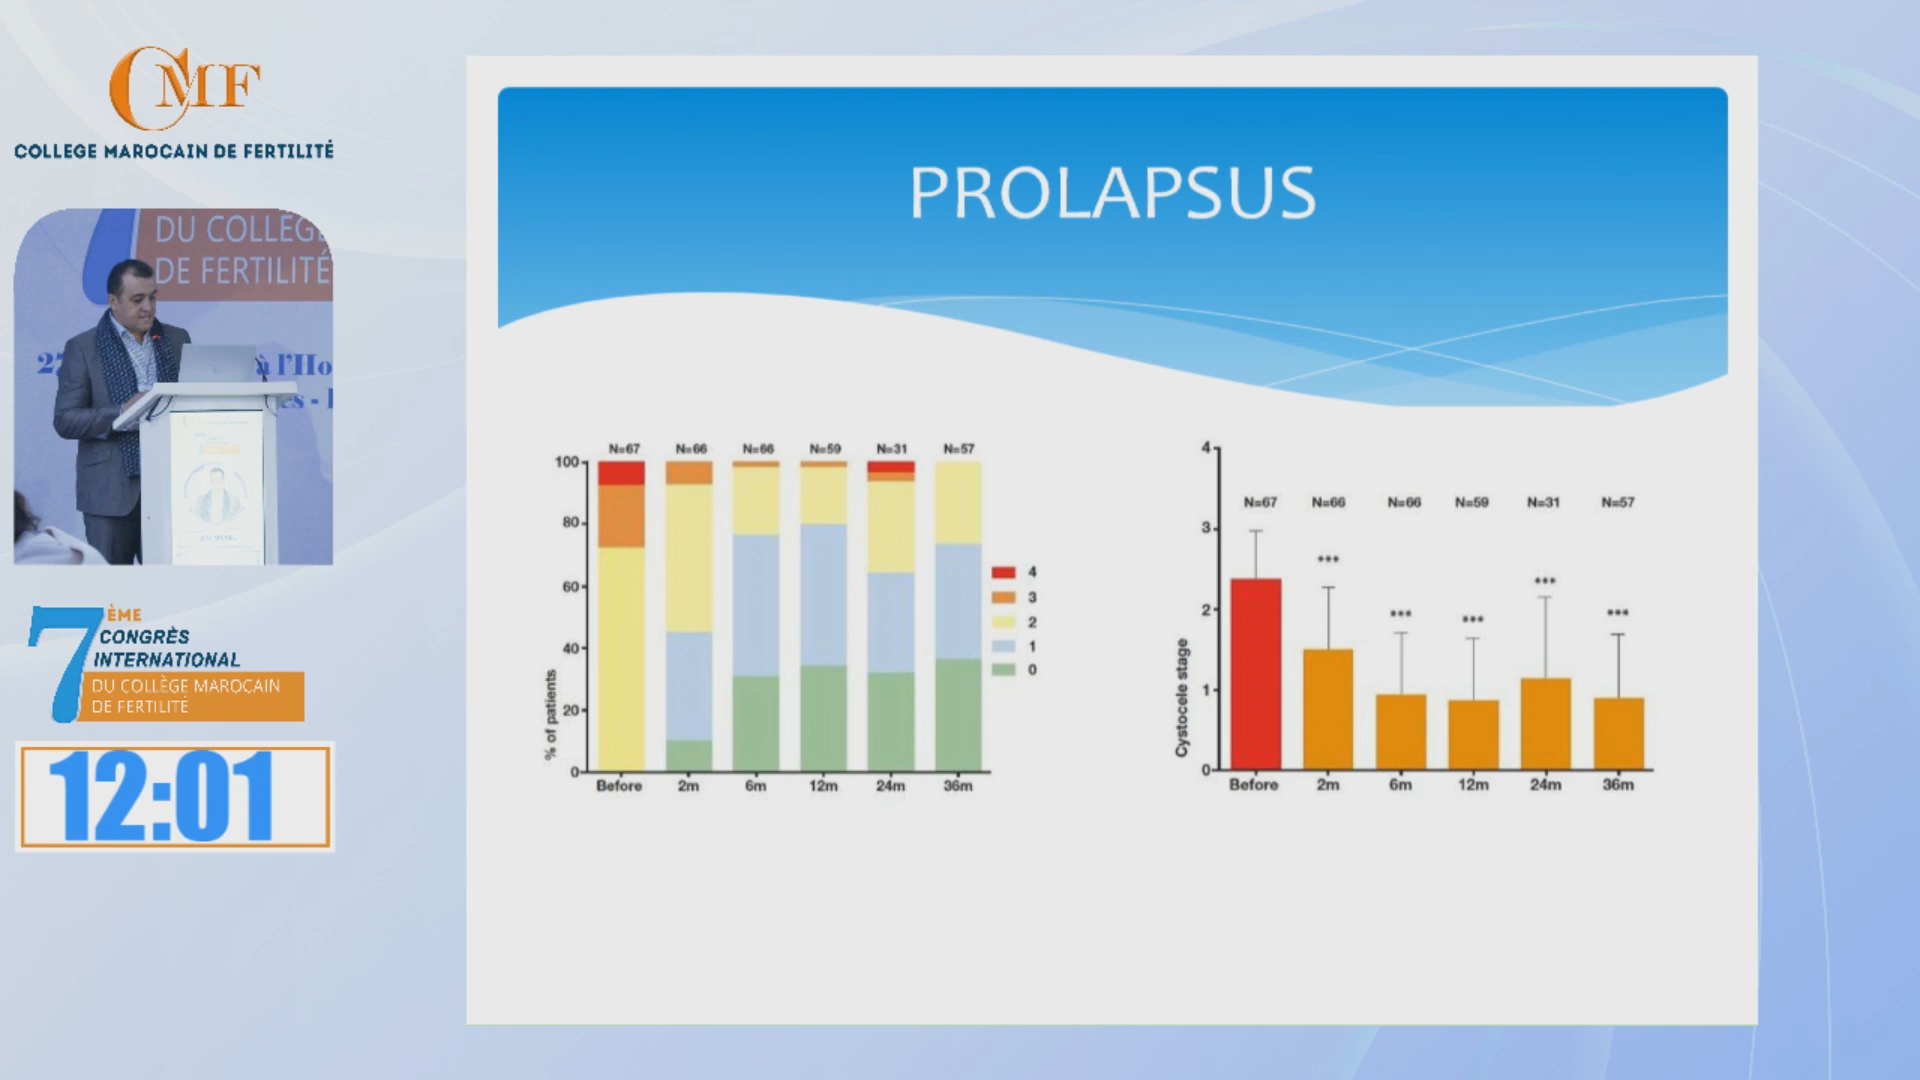 CMF
COLLEGE MAROCAIN DE FERTILITÉ
DU COLLÈG
DE FERTILITÉ
à l'Ho
7ÈME
CONGRÈS
INTERNATIONAL
DU COLLÈGE MAROCAIN
DE FERTILITÉ
12:01
PROLAPSUS
N=67 N=66 N=66 N=59 N=31 N=57
100
80
60
40
20
0
% of patients
Before 2m 6m 12m 24m 36m
4
3
2
1
0
4
3
2
1
0
Cystocele stage
N=67 N=66 N=66 N=59 N=31 N=57
*** *** *** *** ***
Before 2m 6m 12m 24m 36m